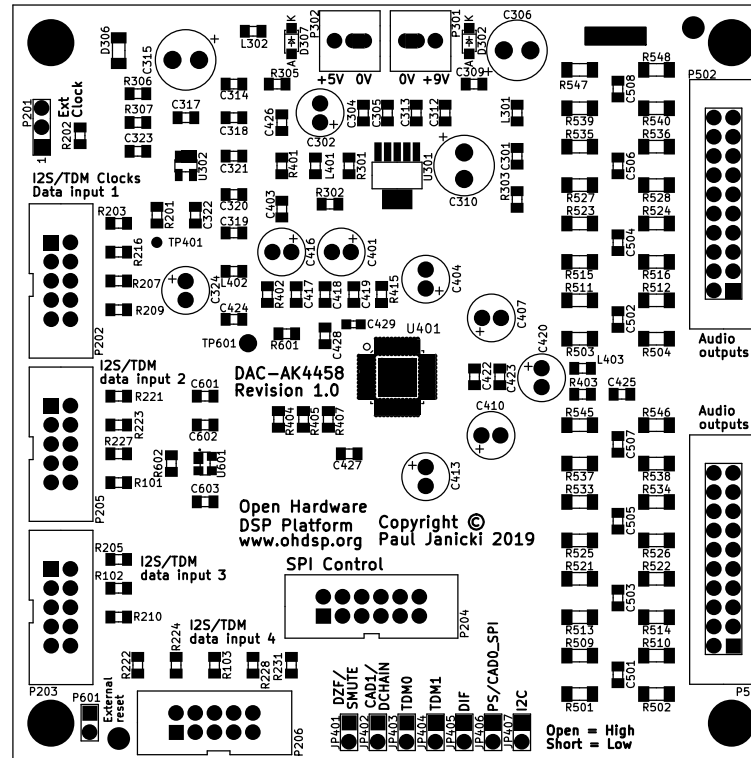 D306
C315
L302
D307
K
A
P302
+5V 0V
P301
0V +9V
D302
K
A
C306
C309
P201
Ext
Clock
R202
1
R306
R307
C323
C317
C314
C318
C321
C320
C319
R305
C426
C302
C304
C305
C313
C312
L301
C301
R303
R401
L401
R301
U301
C310
U302
R302
C403
I2S/TDM Clocks
Data input 1
R203
R201
C322
TP401
R216
R207
R209
P202
C324
L402
C424
C416
C401
R402
C417
C418
C419
R415
C404
C407
TP601
R601
C428
C429
U401
C420
C422
C423
L403
R403
C425
I2S/TDM
data input 2
R221
R223
R227
R101
P205
C601
C602
R602
U601
C603
DAC-AK4458
Revision 1.0
R404
R405
R407
C427
C410
C413
Open Hardware
DSP Platform
www.ohdsp.org
Copyright ©
Paul Janicki 2019
SPI Control
P204
R205
R102
R210
I2S/TDM
data input 3
P203
I2S/TDM
data input 4
R222
R224
R103
R228
R231
P601
External
reset
P206
JP401
DZF/
SMUTE
JP402
CAD1/
DCHAIN
JP403
TDM0
JP404
TDM1
JP405
DIF
JP406
PS/CAD0_SPI
JP407
I2C
Open = High
Short = Low
R547
R548
C508
R539
R540
R535
R536
C506
R527
R528
R523
R524
C504
R515
R516
R511
R512
C502
R503
R504
P502
Audio
outputs
Audio
outputs
R545
R546
C507
R537
R538
R533
R534
C505
R525
R526
R521
R522
C503
R513
R514
R509
R510
C501
R501
R502
P5